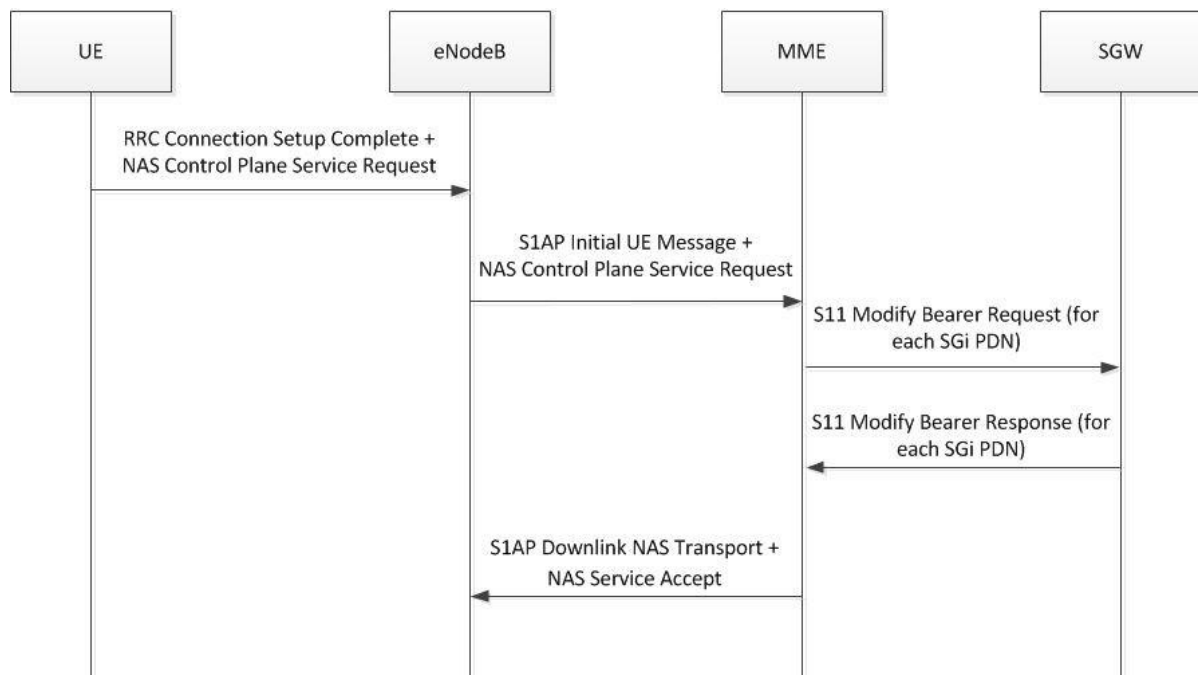 UE
eNodeB
MME
SGW
RRC Connection Setup Complete +
NAS Control Plane Service Request
S1AP Initial UE Message +
NAS Control Plane Service Request
S11 Modify Bearer Request (for
each SGi PDN)
S11 Modify Bearer Response (for
each SGi PDN)
S1AP Downlink NAS Transport +
NAS Service Accept